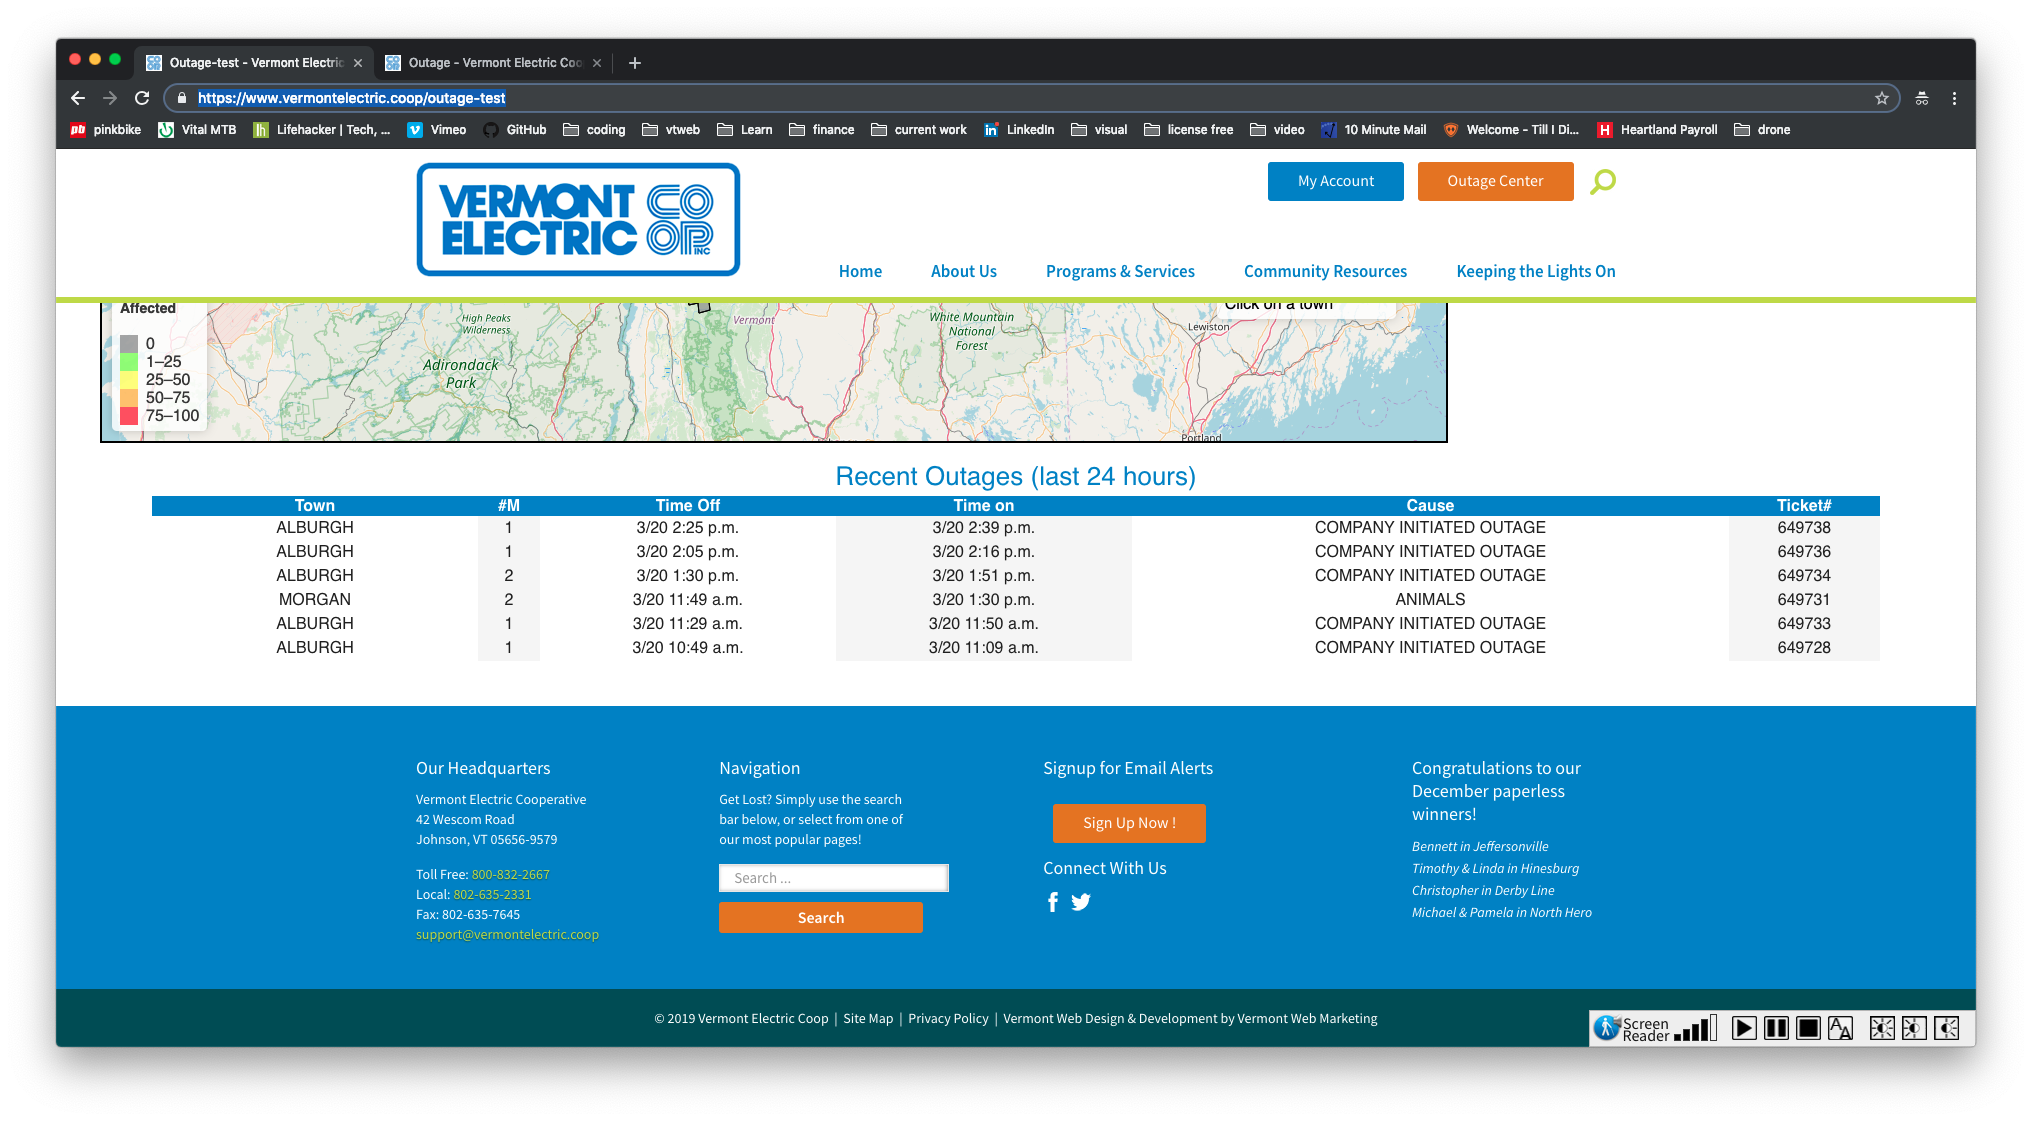 Outage-test - Vermont Electric
Outage - Vermont Electric Coo
https://www.vermontelectric.coop/outage-test
pb pinkbike Vital MTB lh Lifehacker | Tech, ... Vimeo GitHub coding vtweb Learn finance current work in LinkedIn visual license free video 10 Minute Mail Welcome - Till I Di... H Heartland Payroll drone
VERMONT ELECTRIC CO OP INC
My Account
Outage Center
Home About Us Programs & Services Community Resources Keeping the Lights On
Affected
0
1–25
25–50
50–75
75–100
High Peaks
Wilderness
Adirondack
Park
Vermont
White Mountain
National
Forest
Click on a town
Lewiston
Portland
Recent Outages (last 24 hours)
Town #M Time Off Time on Cause Ticket#
ALBURGH 1 3/20 2:25 p.m. 3/20 2:39 p.m. COMPANY INITIATED OUTAGE 649738
ALBURGH 1 3/20 2:05 p.m. 3/20 2:16 p.m. COMPANY INITIATED OUTAGE 649736
ALBURGH 2 3/20 1:30 p.m. 3/20 1:51 p.m. COMPANY INITIATED OUTAGE 649734
MORGAN 2 3/20 11:49 a.m. 3/20 1:30 p.m. ANIMALS 649731
ALBURGH 1 3/20 11:29 a.m. 3/20 11:50 a.m. COMPANY INITIATED OUTAGE 649733
ALBURGH 1 3/20 10:49 a.m. 3/20 11:09 a.m. COMPANY INITIATED OUTAGE 649728
Our Headquarters
Vermont Electric Cooperative
42 Wescom Road
Johnson, VT 05656-9579
Toll Free: 800-832-2667
Local: 802-635-2331
Fax: 802-635-7645
support@vermontelectric.coop
Navigation
Get Lost? Simply use the search
bar below, or select from one of
our most popular pages!
Search ...
Search
Signup for Email Alerts
Sign Up Now !
Connect With Us
Congratulations to our
December paperless
winners!
Bennett in Jeffersonville
Timothy & Linda in Hinesburg
Christopher in Derby Line
Michael & Pamela in North Hero
© 2019 Vermont Electric Coop | Site Map | Privacy Policy | Vermont Web Design & Development by Vermont Web Marketing
Screen
Reader
AA